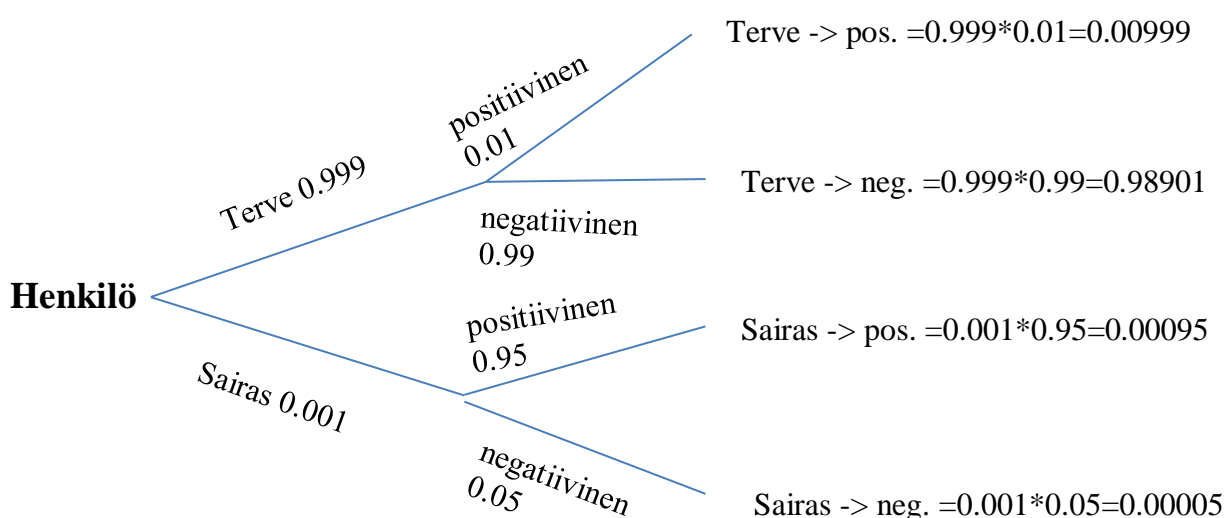 Terve -> pos. =0.999*0.01=0.00999
positiivinen
0.01
Terve 0.999
Terve -> neg. =0.999*0.99=0.98901
negatiivinen
0.99
Henkilö
positiivinen
0.95
Sairas -> pos. =0.001*0.95=0.00095
Sairas 0.001
negatiivinen
0.05
Sairas -> neg. =0.001*0.05=0.00005